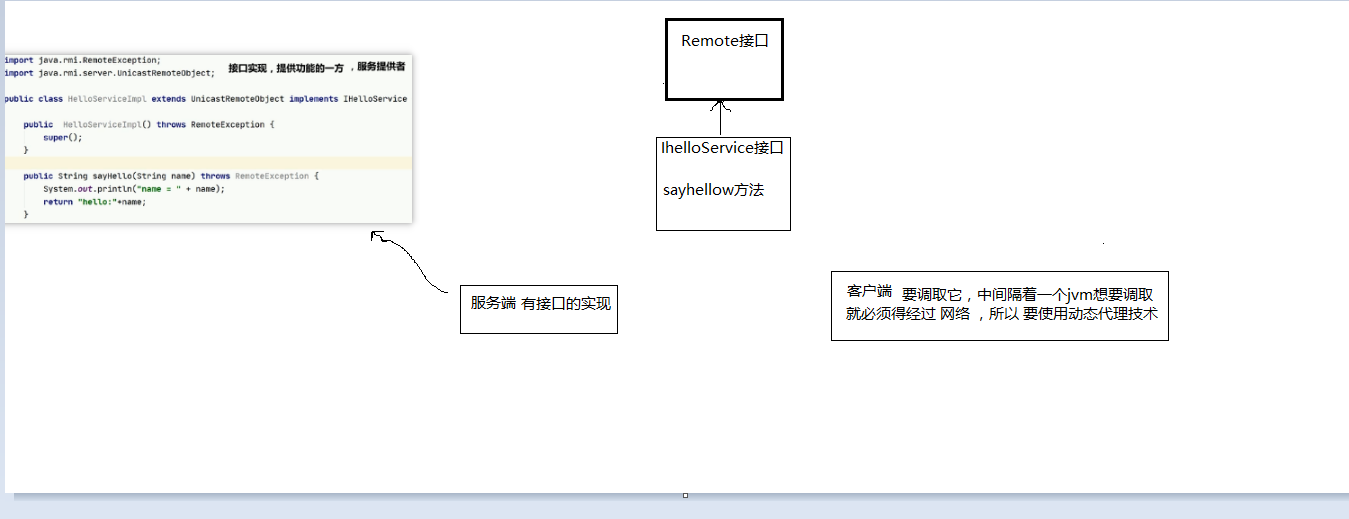 import java.rmi.RemoteException;
import java.rmi.server.UnicastRemoteObject;
接口实现，提供功能的一方 ，服务提供者
public class HelloServiceImpl extends UnicastRemoteObject implements IHelloService
public HelloServiceImpl() throws RemoteException {
super();
}
public String sayHello(String name) throws RemoteException {
System.out.println("name = " + name);
return "hello:"+name;
}
Remote接口
IhelloService接口
sayhellow方法
服务端 有接口的实现
客户端 要调取它，中间隔着一个jvm想要调取
就必须得经过 网络 ，所以 要使用动态代理技术